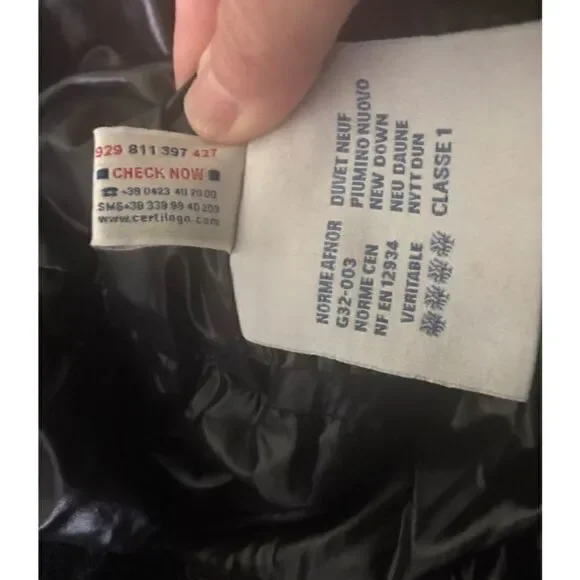 929 811 397 427
CHECK NOW
+39 0423 40 20 00
SMS+39 339 99 40 209
www.certilogo.com
DUVET NEUF
PIUMINO NUOVO
NEW DOWN
NEU DAUNE
NYTT DUN
CLASSE 1
NORME AFNOR
G32-003
NORME CEN
NF EN 12934
VERITABLE